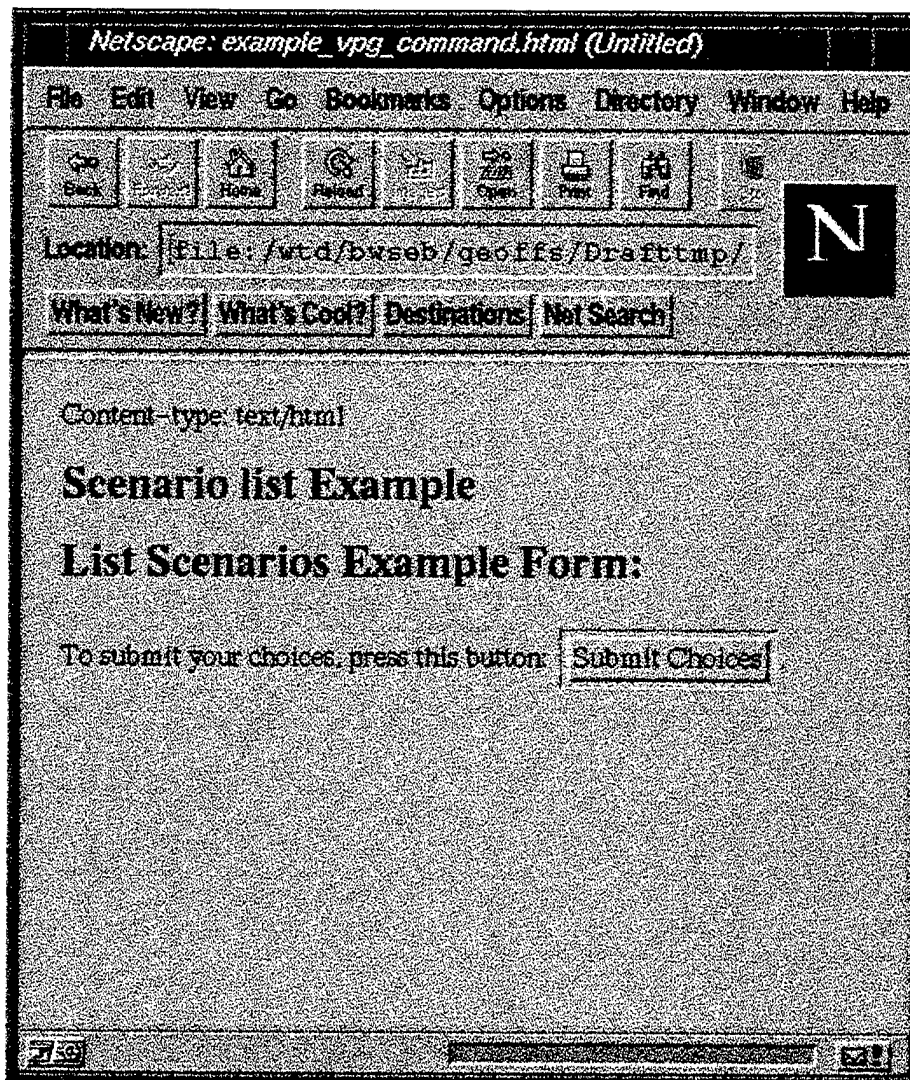 Netscape: example_vpg_command.html (Untitled)
File Edit View Go Bookmarks Options Directory Window Help
Back Home Reload Open Print Find
N
Location: file:/wtd/bwseb/geoffs/Drafttmp/
What's New? What's Cool? Destinations Net Search
Content-type: text/html
Scenario list Example
List Scenarios Example Form:
To submit your choices, press this button: Submit Choices